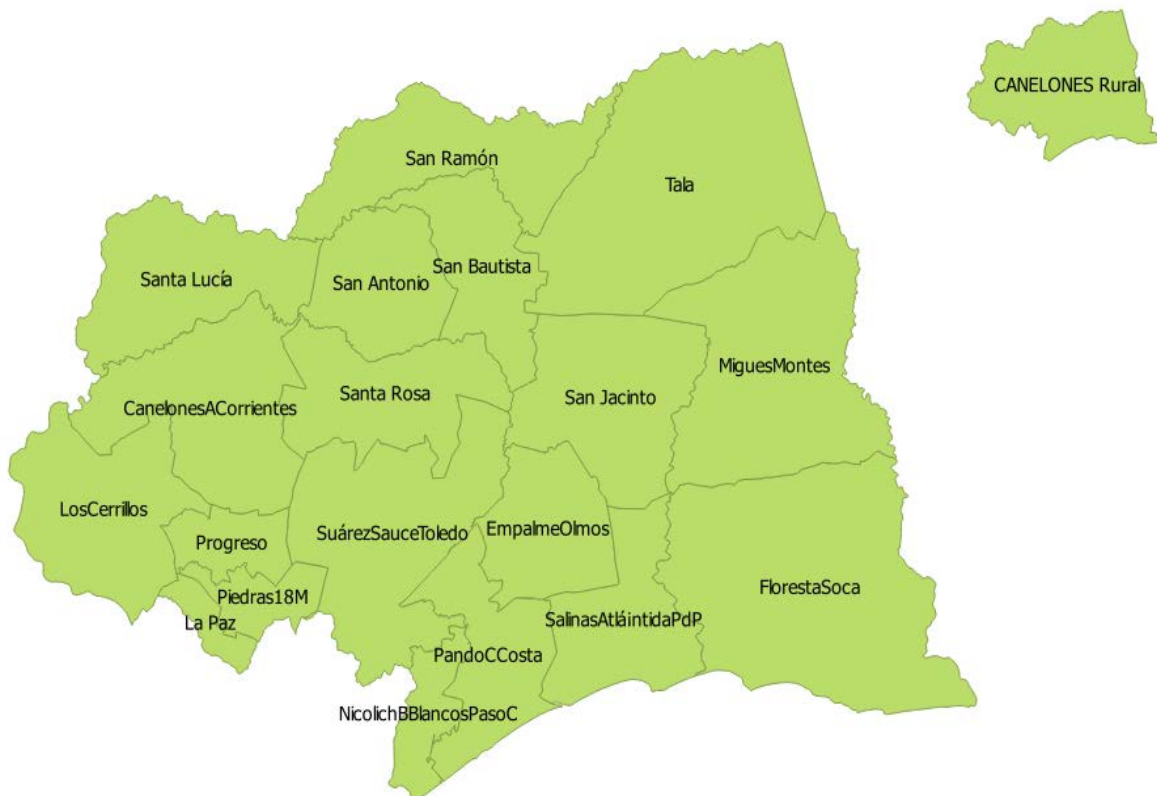 CANELONES Rural
San Ramón
Tala
Santa Lucía
San Antonio
San Bautista
MiguesMontes
Santa Rosa
San Jacinto
CanelonesACorrientes
LosCerrillos
Progreso
SuárezSauceToledo
EmpalmeOlmos
FlorestaSoca
Piedras18M
La Paz
SalinasAtláintidaPdP
PandoCCosta
NicolichBBlancosPasoC